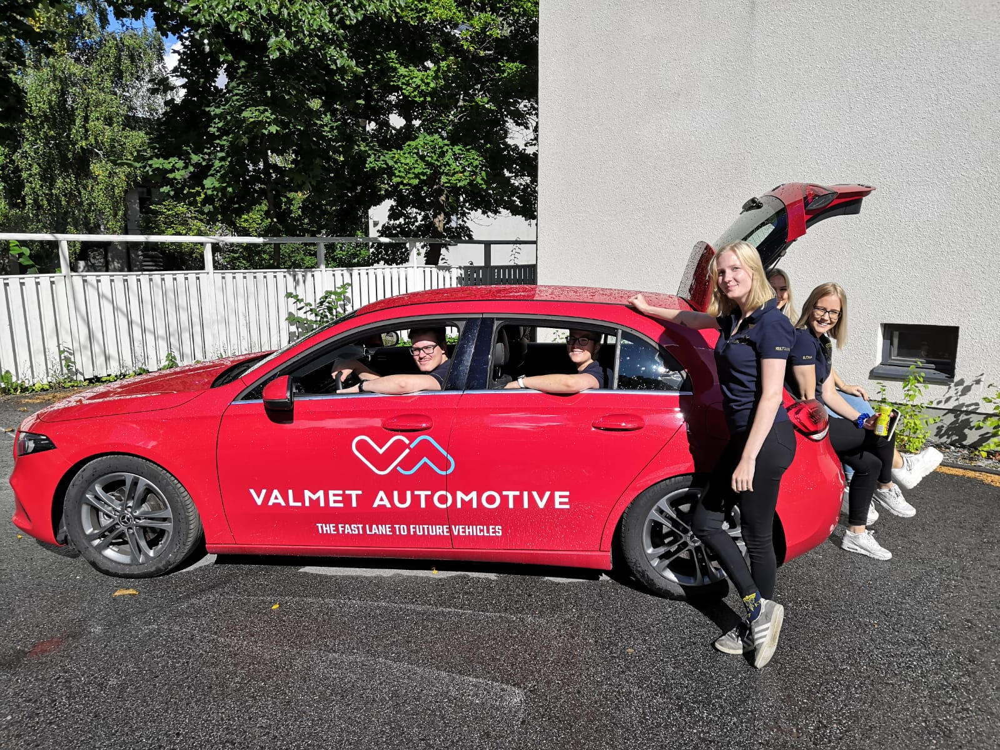 VALMET AUTOMOTIVE
THE FAST LANE TO FUTURE VEHICLES